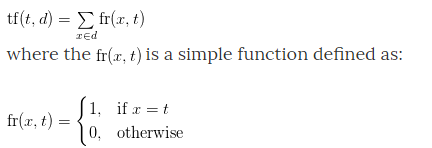 tf(t, d) = ∑ fr(x, t)
x∈d
where the fr(x, t) is a simple function defined as:
fr(x, t) = { 1, if x = t
0, otherwise